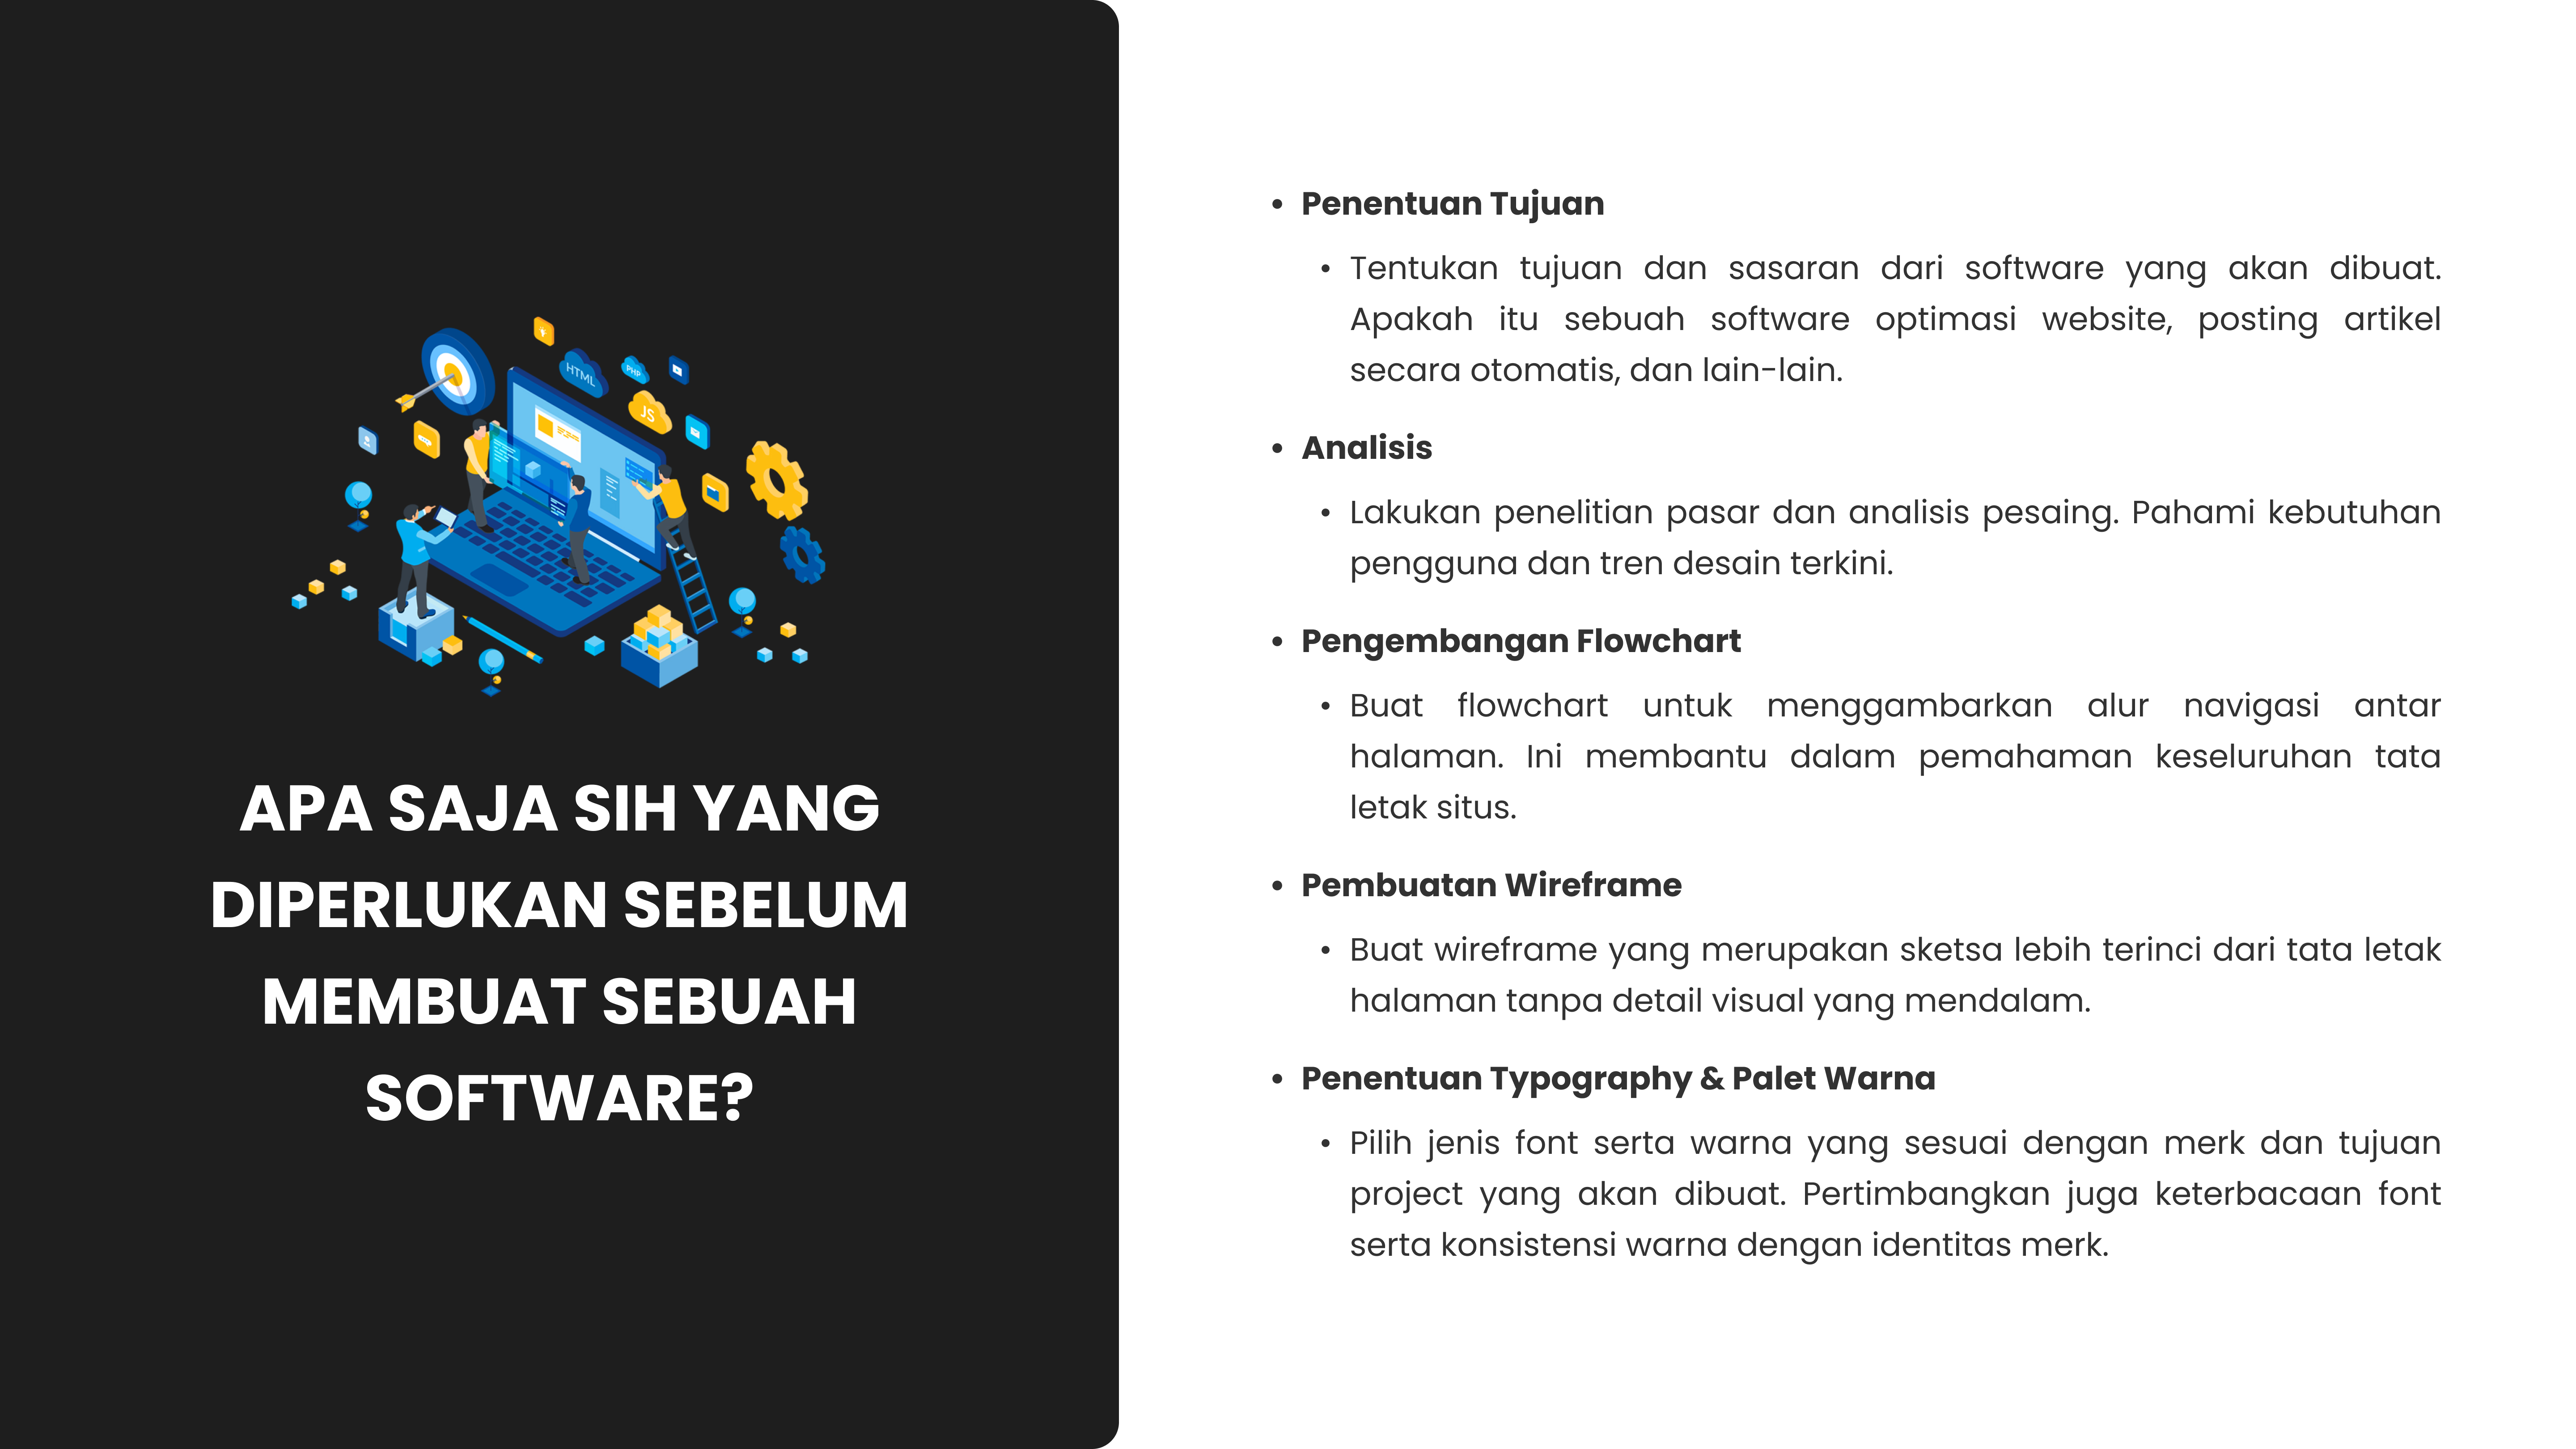 HTML
PHP
JS
APA SAJA SIH YANG
DIPERLUKAN SEBELUM
MEMBUAT SEBUAH
SOFTWARE?
• Penentuan Tujuan
• Tentukan tujuan dan sasaran dari software yang akan dibuat.
Apakah itu sebuah software optimasi website, posting artikel
secara otomatis, dan lain-lain.
• Analisis
• Lakukan penelitian pasar dan analisis pesaing. Pahami kebutuhan
pengguna dan tren desain terkini.
• Pengembangan Flowchart
• Buat flowchart untuk menggambarkan alur navigasi antar
halaman. Ini membantu dalam pemahaman keseluruhan tata
letak situs.
• Pembuatan Wireframe
• Buat wireframe yang merupakan sketsa lebih terinci dari tata letak
halaman tanpa detail visual yang mendalam.
• Penentuan Typography & Palet Warna
• Pilih jenis font serta warna yang sesuai dengan merk dan tujuan
project yang akan dibuat. Pertimbangkan juga keterbacaan font
serta konsistensi warna dengan identitas merk.